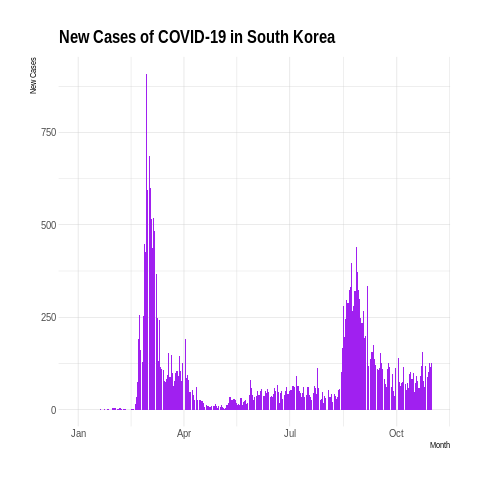 New Cases of COVID-19 in South Korea
New Cases
750
500
250
0
Jan Apr Jul Oct
Month